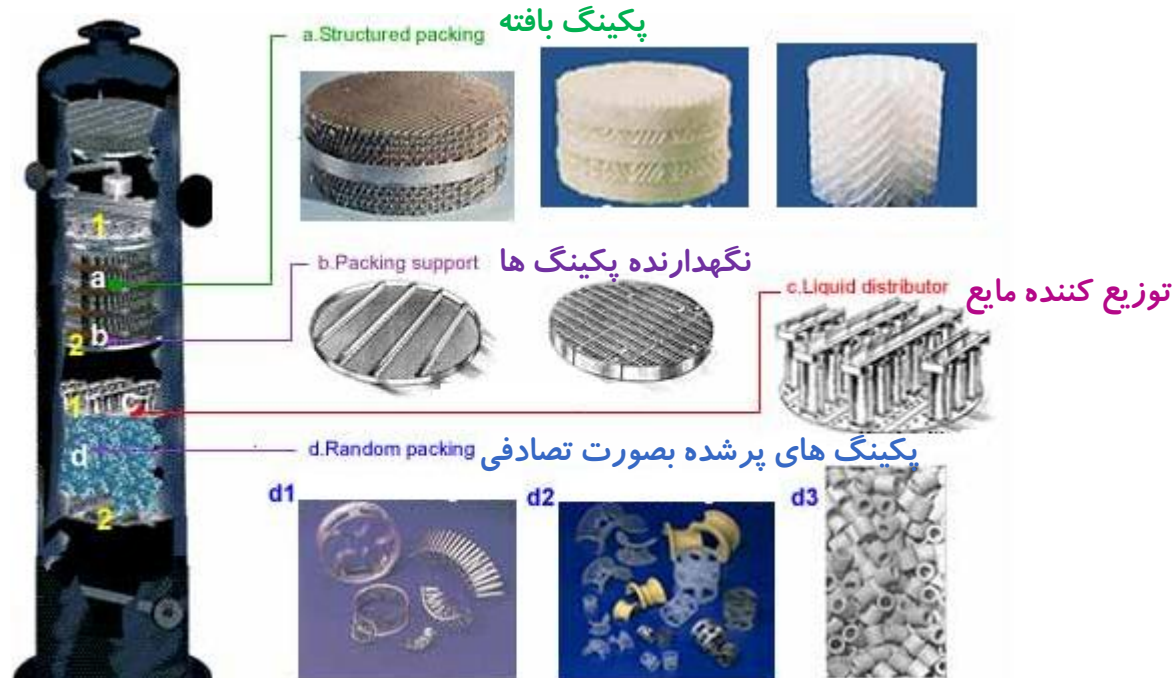 a.Structured packing پکینگ بافته
b.Packing support نگهدارنده پکینگ ها
c.Liquid distributor توزیع کننده مایع
1
a
b
2
1
c
d
2
d.Random packing پکینگ های پرشده بصورت تصادفی
d1 d2 d3